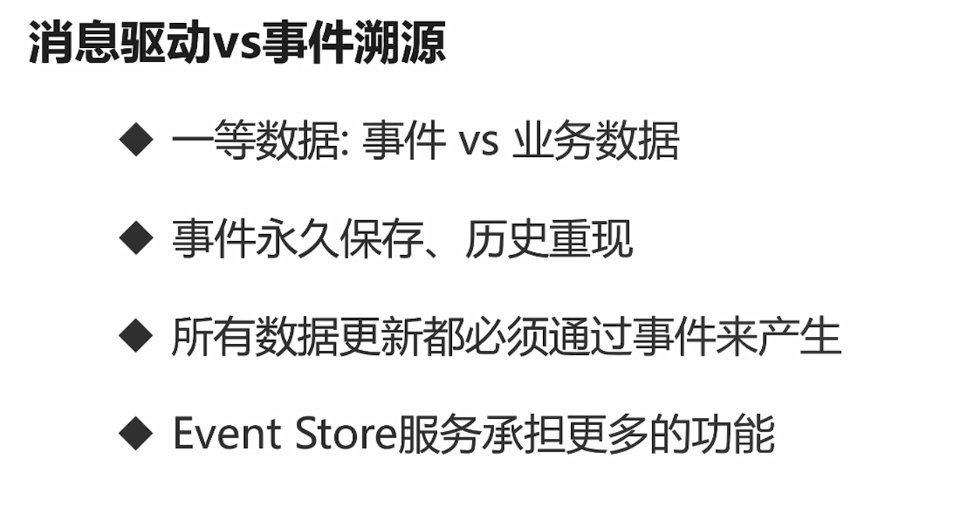 消息驱动vs事件溯源
◆ 一等数据: 事件 vs 业务数据
◆ 事件永久保存、历史重现
◆ 所有数据更新都必须通过事件来产生
◆ Event Store服务承担更多的功能